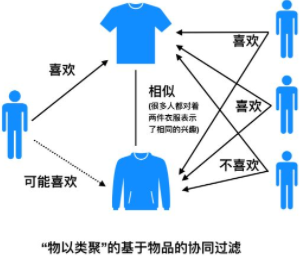 喜欢
喜欢
相似
(很多人都对着
两件衣服表示
了相同的兴趣)
喜欢
不喜欢
可能喜欢
“物以类聚”的基于物品的协同过滤